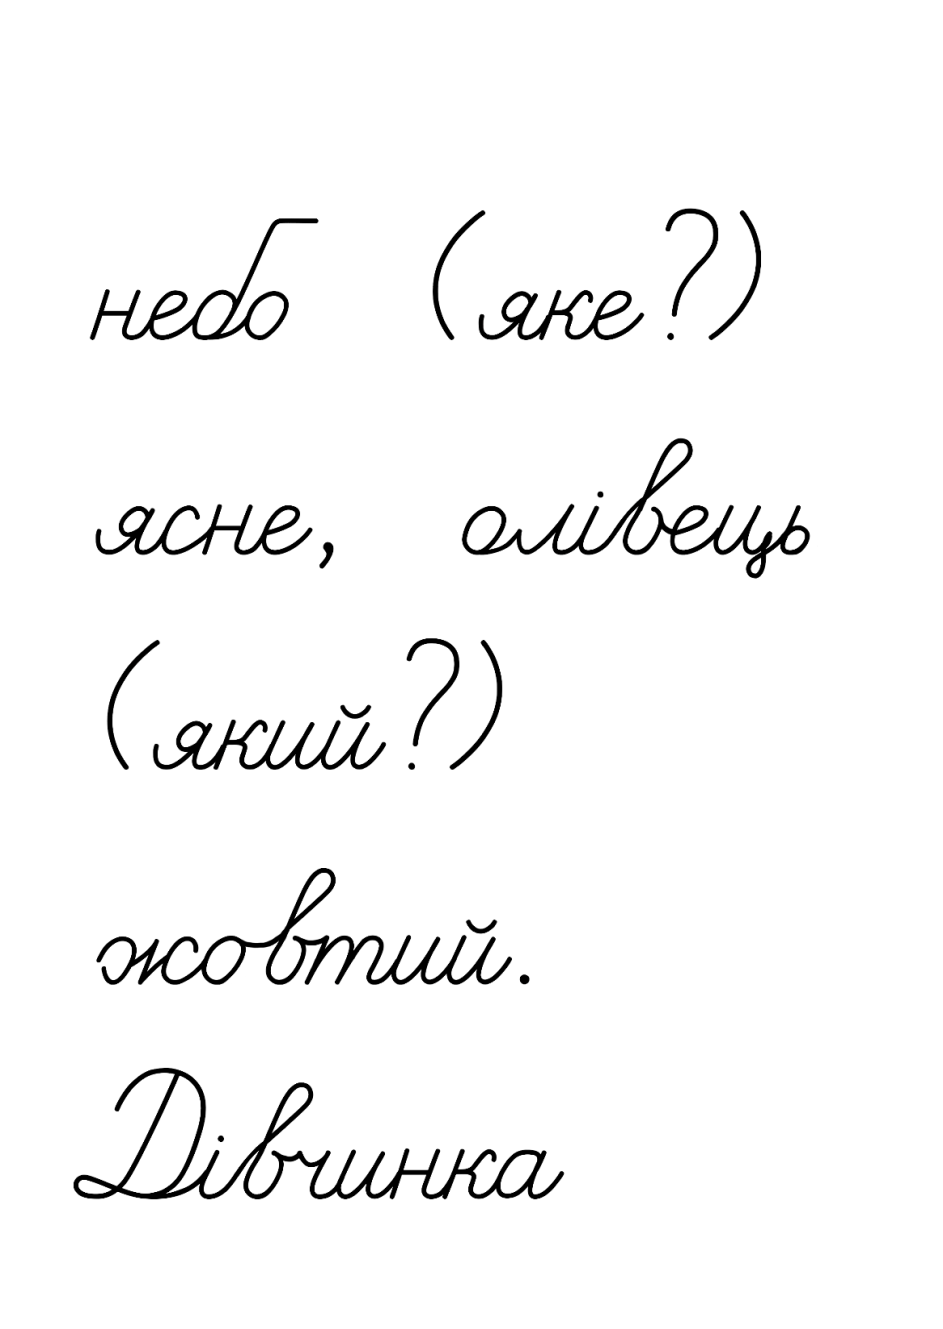 небо (яке?)
ясне, олівець
(який?)
жовтий.
Дівчинка